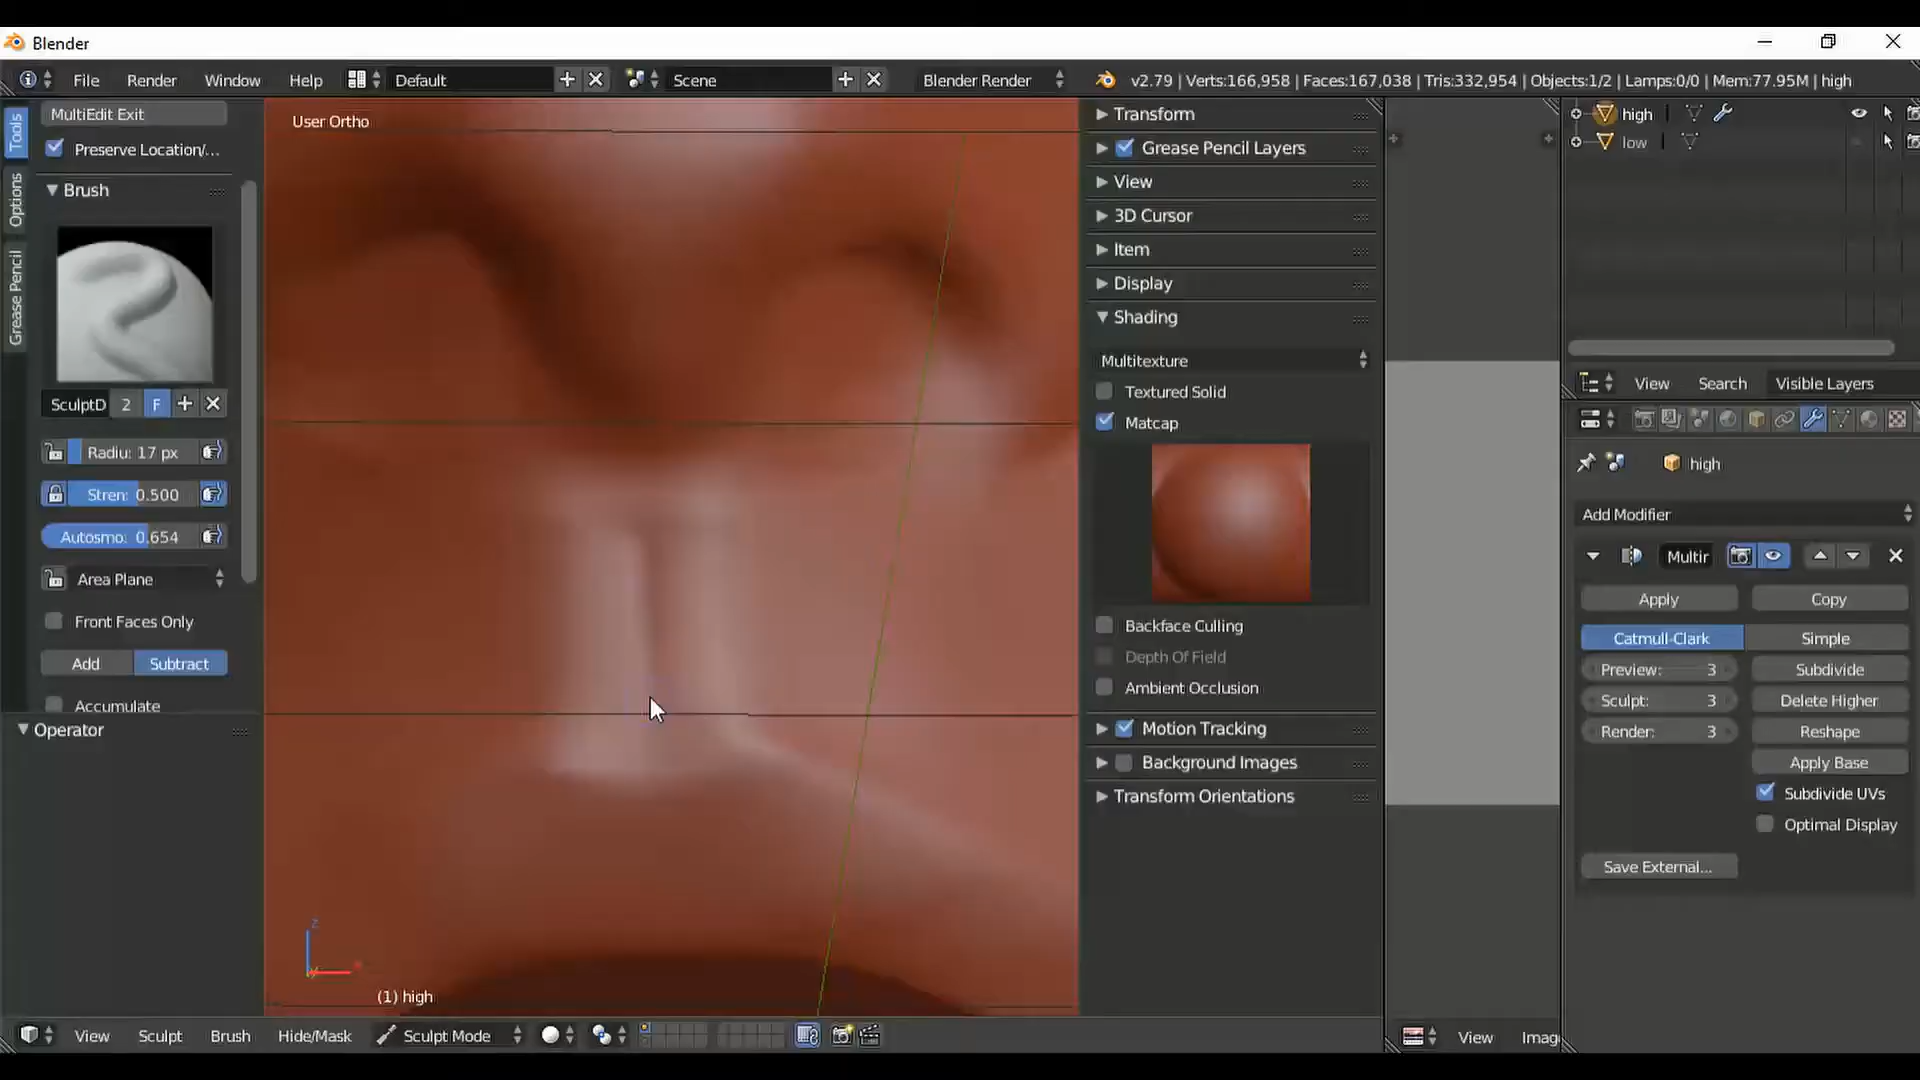 Blender
File Render Window Help Default Scene Blender Render v2.79 | Verts:166,958 | Faces:167,038 | Tris:332,954 | Objects:1/2 | Lamps:0/0 | Mem:77.95M | high
Tools
Options
Grease Pencil
MultiEdit Exit
Preserve Location/...
Brush
SculptD 2 F
Radiu: 17 px
Stren: 0.500
Autosmo: 0.654
Area Plane
Front Faces Only
Add Subtract
Accumulate
Operator
User Ortho
z
(1) high
Transform
Grease Pencil Layers
View
3D Cursor
Item
Display
Shading
Multitexture
Textured Solid
Matcap
Backface Culling
Depth Of Field
Ambient Occlusion
Motion Tracking
Background Images
Transform Orientations
high
low
View Search Visible Layers
high
Add Modifier
Multir
Apply Copy
Catmull-Clark Simple
Preview: 3 Subdivide
Sculpt: 3 Delete Higher
Render: 3 Reshape
Apply Base
Subdivide UVs
Optimal Display
Save External...
View Sculpt Brush Hide/Mask Sculpt Mode
View Imag